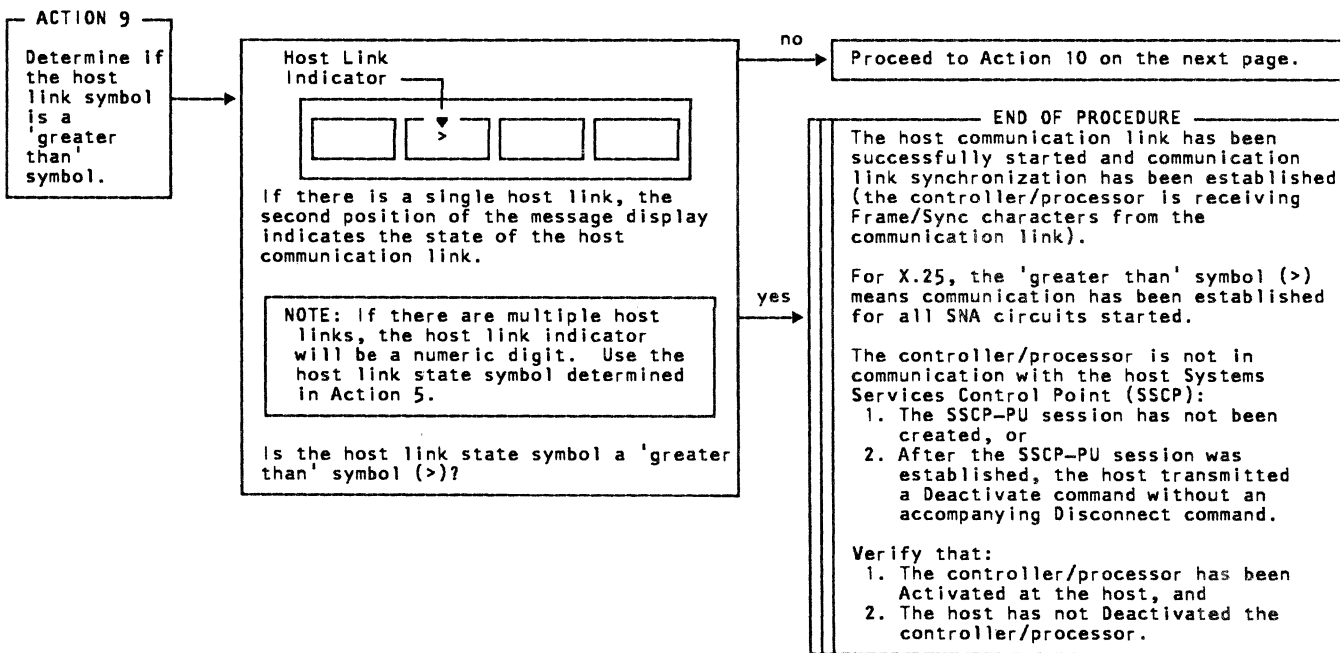 ACTION 9
Determine if
the host
link symbol
is a
'greater
than'
symbol.
Host Link
Indicator
>
If there is a single host link, the
second position of the message display
indicates the state of the host
communication link.
NOTE: If there are multiple host
links, the host link indicator
will be a numeric digit. Use the
host link state symbol determined
in Action 5.
Is the host link state symbol a 'greater
than' symbol (>)?
no
Proceed to Action 10 on the next page.
yes
END OF PROCEDURE
The host communication link has been
successfully started and communication
link synchronization has been established
(the controller/processor is receiving
Frame/Sync characters from the
communication link).
For X.25, the 'greater than' symbol (>)
means communication has been established
for all SNA circuits started.
The controller/processor is not in
communication with the host Systems
Services Control Point (SSCP):
1. The SSCP-PU session has not been
created, or
2. After the SSCP-PU session was
established, the host transmitted
a Deactivate command without an
accompanying Disconnect command.
Verify that:
1. The controller/processor has been
Activated at the host, and
2. The host has not Deactivated the
controller/processor.